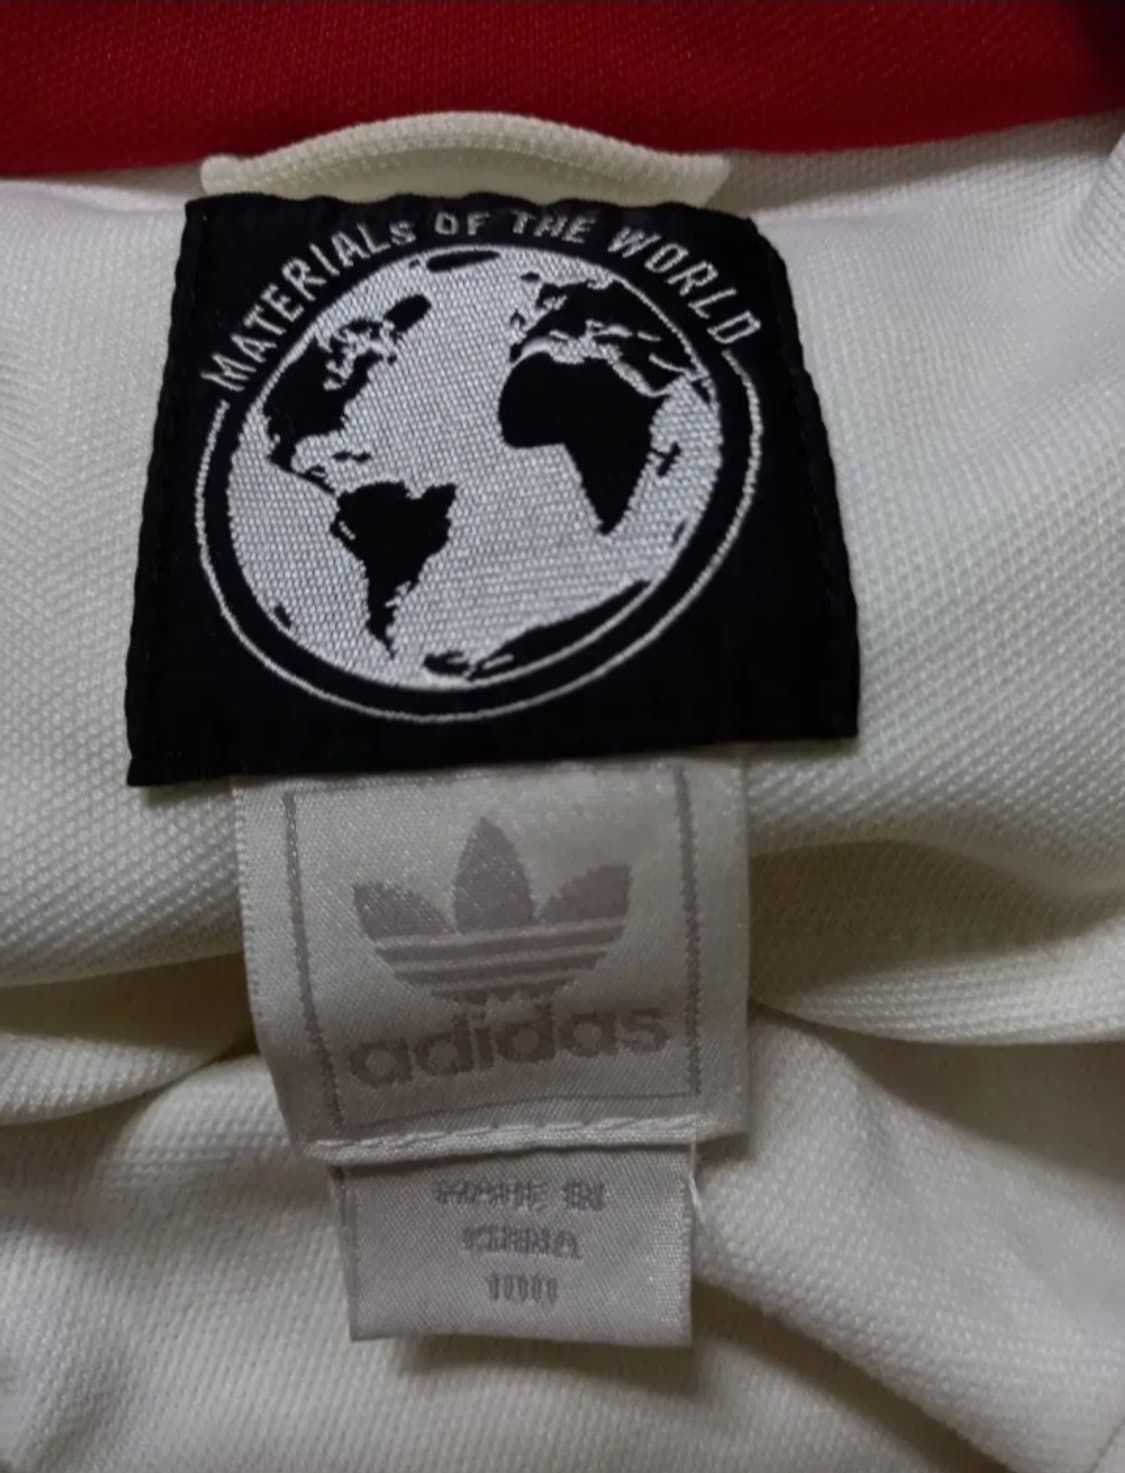 MATERIALS OF THE WORLD
adidas
MADE IN
CHINA